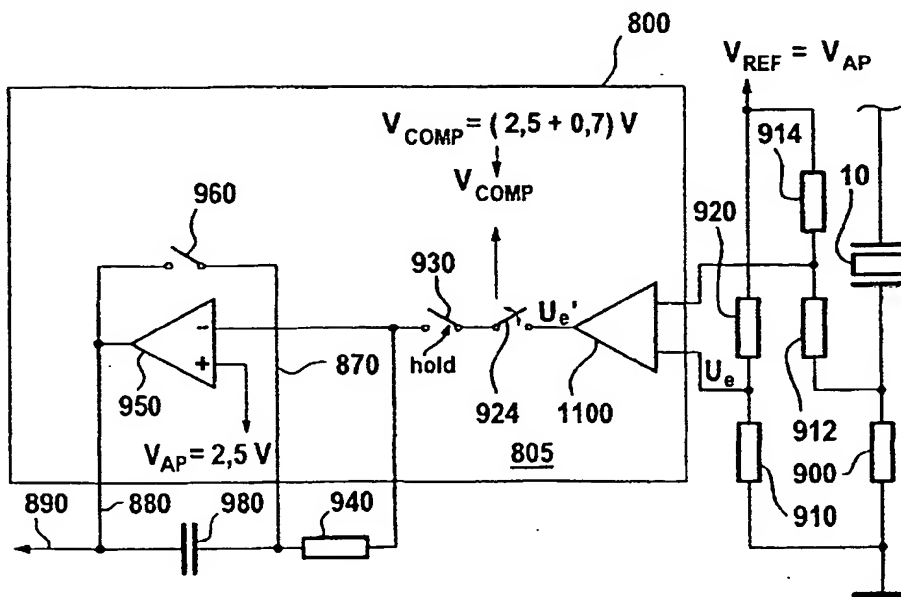 800
V_REF = V_AP
V_COMP = ( 2,5 + 0,7 ) V
V_COMP
914
10
960
920
930
U_e'
hold
U_e
950
870
924
1100
912
V_AP = 2,5 V
805
900
910
890
880
980
940